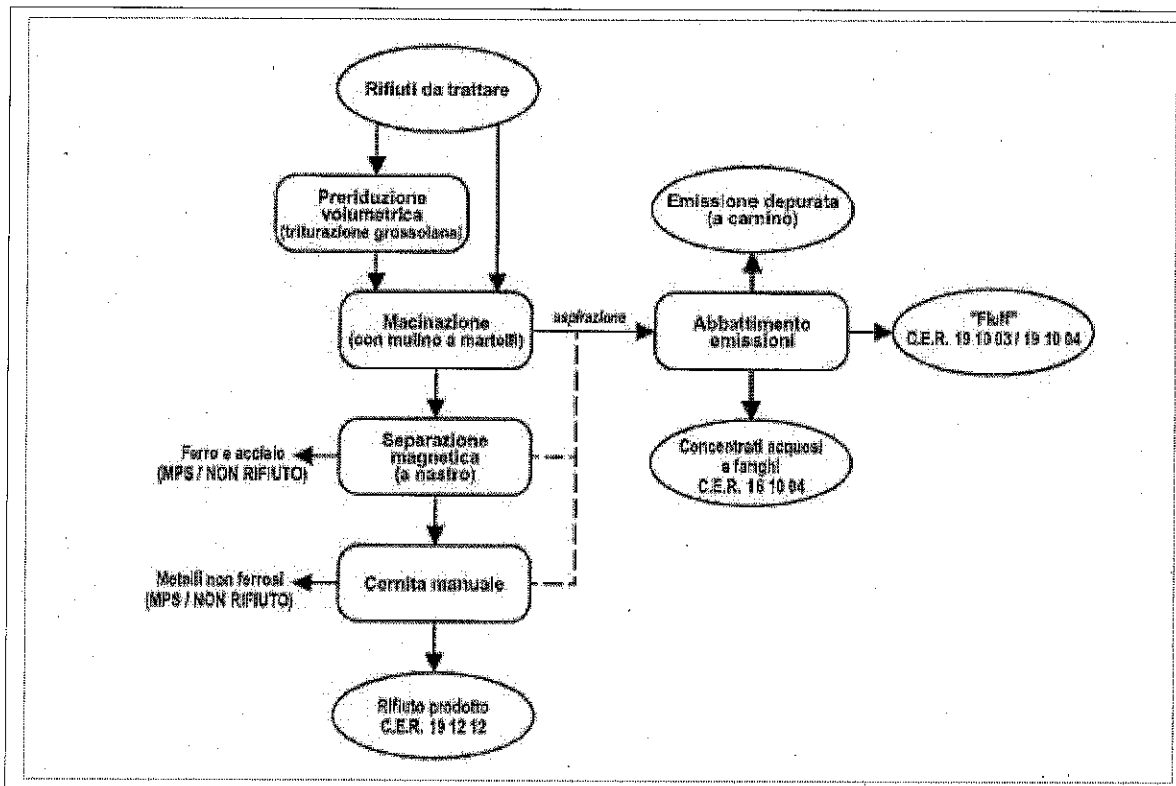 Rifiuti da trattare
Preriduzione
volumetrica
(triturazione grossolana)
Macinazione
(con mulino a martelli)
aspirazione
Abbattimento
emissioni
Emissione depurata
(a camino)
"Fluff"
C.E.R. 19 10 03 / 19 10 04
Concentrati acquosi
e fanghi
C.E.R. 16 10 04
Separazione
magnetica
(a nastro)
Ferro e acciaio
(MPS / NON RIFIUTO)
Cernita manuale
Metalli non ferrosi
(MPS / NON RIFIUTO)
Rifiuto prodotto
C.E.R. 19 12 12